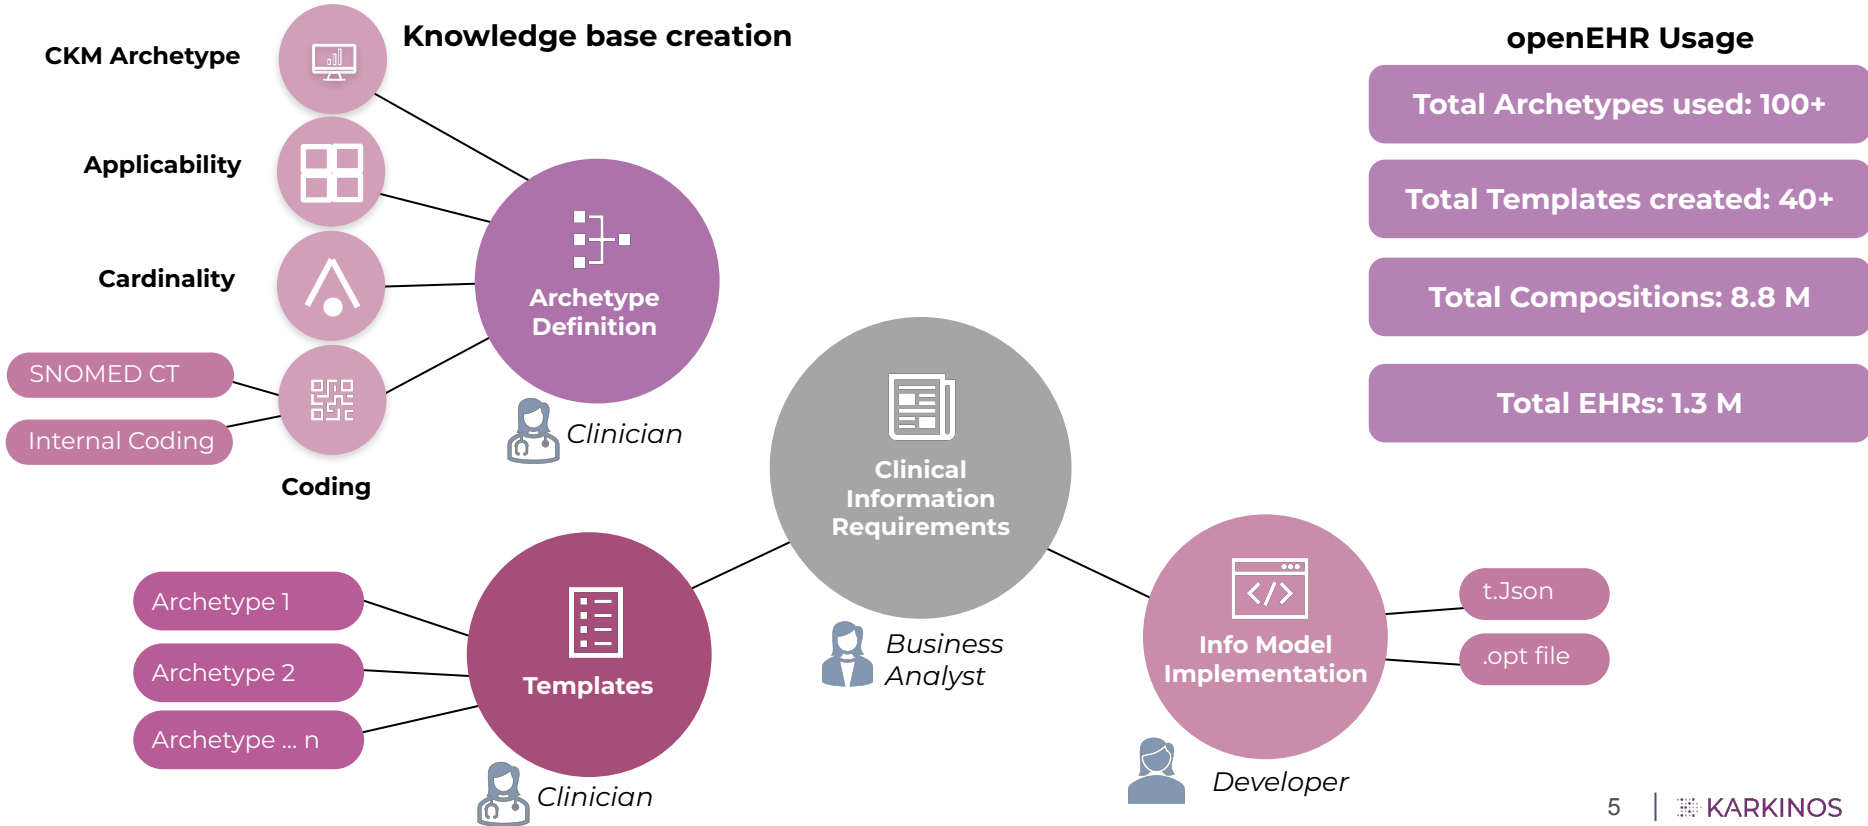 Knowledge base creation
CKM Archetype
Applicability
Cardinality
SNOMED CT
Internal Coding
Coding
Archetype
Definition
Clinician
Archetype 1
Archetype 2
Archetype ... n
Templates
Clinician
Clinical
Information
Requirements
Business
Analyst
Info Model
Implementation
Developer
t.Json
.opt file
openEHR Usage
Total Archetypes used: 100+
Total Templates created: 40+
Total Compositions: 8.8 M
Total EHRs: 1.3 M
5
KARKINOS